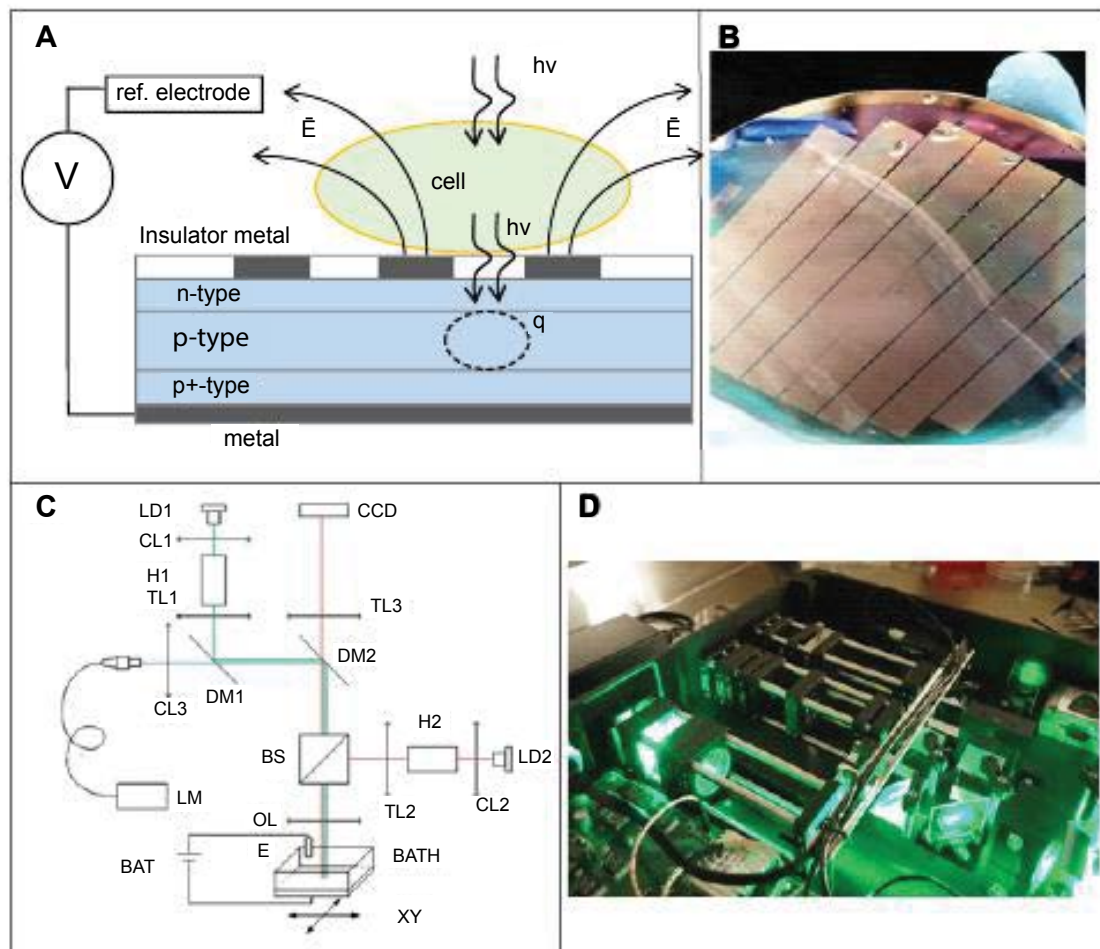 A
hv
ref. electrode
Ē
Ē
V
cell
Insulator metal
hv
n-type
q
p-type
p+-type
metal
B
C
LD1
CCD
CL1
H1
TL1
TL3
DM2
DM1
CL3
H2
BS
LD2
LM
TL2
CL2
OL
E
BATH
BAT
XY
D